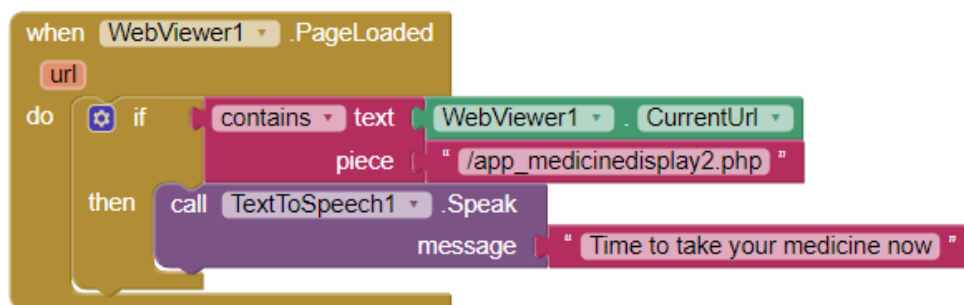 when WebViewer1 .PageLoaded
url
do if contains text WebViewer1 . CurrentUrl
piece " /app_medicinedisplay2.php "
then call TextToSpeech1 .Speak
message " Time to take your medicine now "